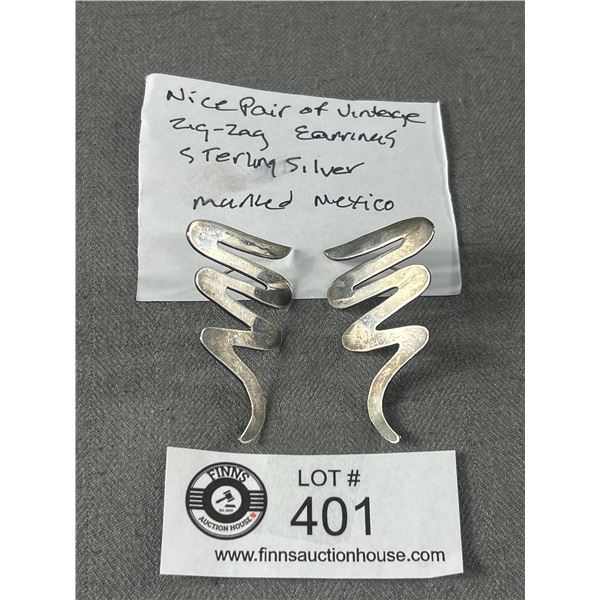 Nice Pair of Vintage
Zig-Zag Earrings
Sterling Silver
marked mexico
FINNS
AUCTION HOUSE
LOT #
401
www.finnsauctionhouse.com